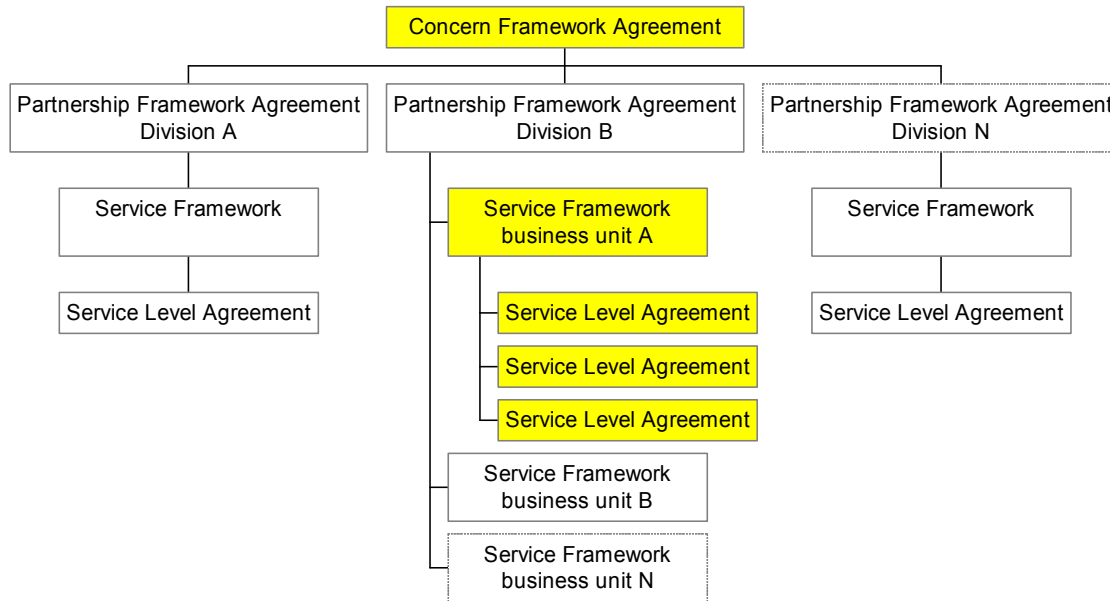 Concern Framework Agreement
Partnership Framework Agreement
Division A
Partnership Framework Agreement
Division B
Partnership Framework Agreement
Division N
Service Framework
Service Framework
business unit A
Service Framework
Service Level Agreement
Service Level Agreement
Service Level Agreement
Service Level Agreement
Service Level Agreement
Service Framework
business unit B
Service Framework
business unit N